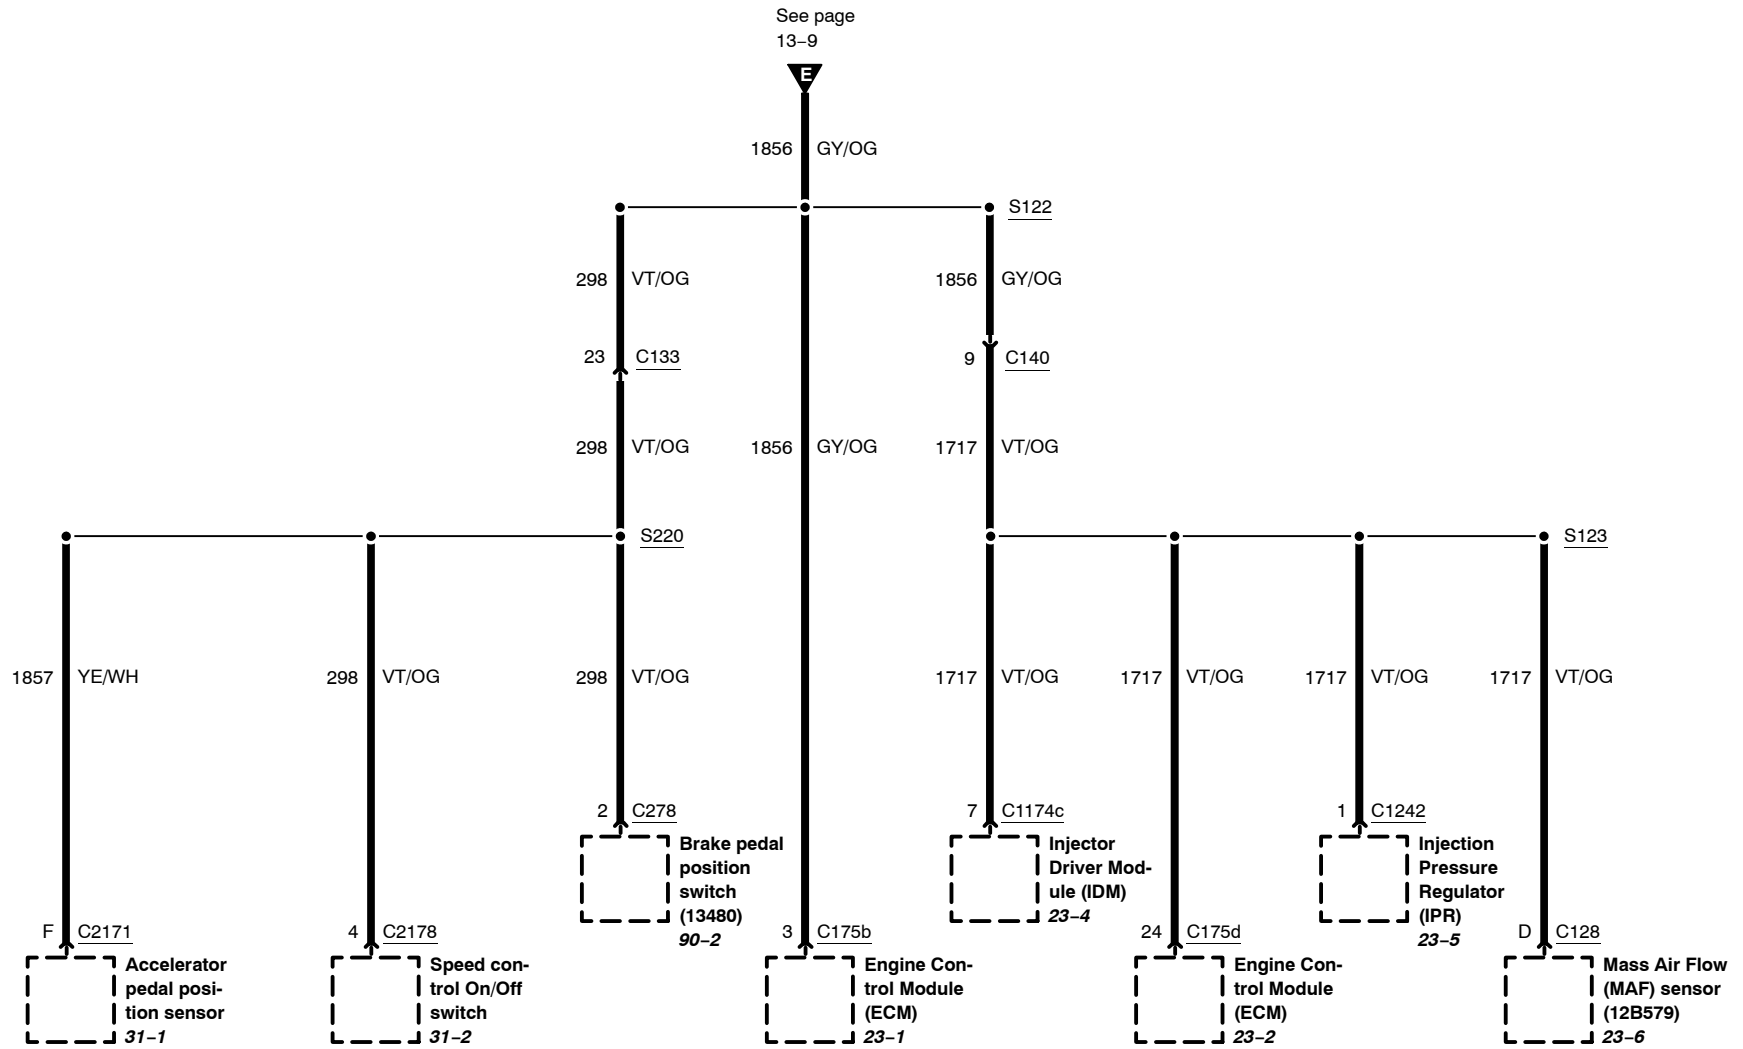 See page
13–9
E
1856 GY/OG
S122
298 VT/OG
1856 GY/OG
23 C133
9 C140
298 VT/OG
1856 GY/OG
1717 VT/OG
S220
S123
1857 YE/WH
298 VT/OG
298 VT/OG
1717 VT/OG
1717 VT/OG
1717 VT/OG
1717 VT/OG
2 C278
Brake pedal
position
switch
(13480)
90–2
7 C1174c
Injector
Driver Mod-
ule (IDM)
23–4
1 C1242
Injection
Pressure
Regulator
(IPR)
23–5
F C2171
Accelerator
pedal posi-
tion sensor
31–1
4 C2178
Speed con-
trol On/Off
switch
31–2
3 C175b
Engine Con-
trol Module
(ECM)
23–1
24 C175d
Engine Con-
trol Module
(ECM)
23–2
D C128
Mass Air Flow
(MAF) sensor
(12B579)
23–6